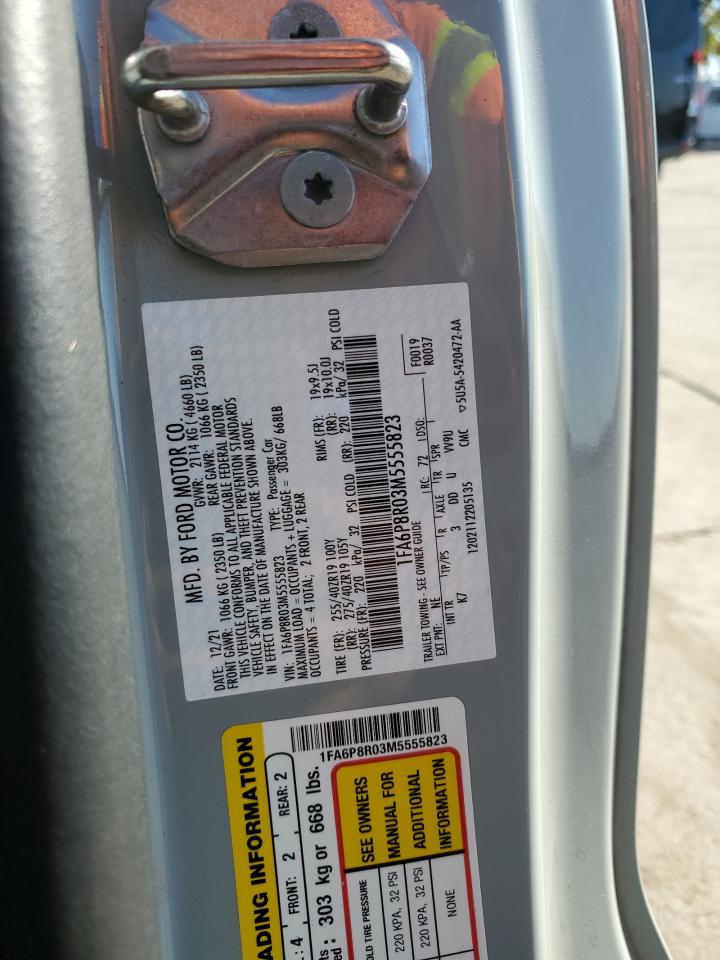 MFD. BY FORD MOTOR CO.
DATE: 12/21 GVWR: 2114 KG ( 4660 LB)
FRONT GAWR: 1066 KG ( 2350 LB) REAR GAWR: 1066 KG ( 2350 LB)
THIS VEHICLE CONFORMS TO ALL APPLICABLE FEDERAL MOTOR
VEHICLE SAFETY, BUMPER, AND THEFT PREVENTION STANDARDS
IN EFFECT ON THE DATE OF MANUFACTURE SHOWN ABOVE.
VIN: 1FA6P8R03M5555823 TYPE: Passenger Car
MAXIMUM LOAD = OCCUPANTS + LUGGAGE = 303KG/ 668LB
OCCUPANTS = 4 TOTAL; 2 FRONT, 2 REAR
TIRE (FR): 255/40ZR19 100Y RIMS (FR): 19x9.5J
(RR): 275/40ZR19 105Y (RR): 19x10.0J
PRESSURE(FR): 220 kPa/ 32 PSI COLD (RR): 220 kPa/ 32 PSI COLD
1FA6P8R03M5555823
F0019
R0037
TRAILER TOWING - SEE OWNER GUIDE
EXT PNT: NE RC: 72 DSO:
INT TR TP/PS R AXLE TR SPR
K7 3 DD U VV9U
1202112205135 CMC ▽5U5A-5420472-AA
ADING INFORMATION
: 4 FRONT: 2 REAR: 2
: 303 kg or 668 lbs.
1FA6P8R03M5555823
OLD TIRE PRESSURE
220 KPA, 32 PSI
220 KPA, 32 PSI
NONE
SEE OWNERS
MANUAL FOR
ADDITIONAL
INFORMATION